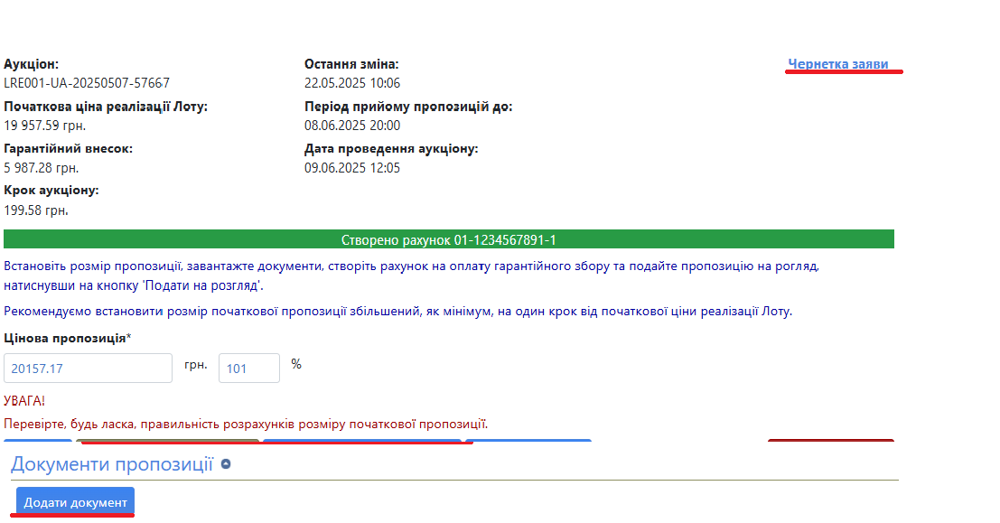 Аукціон:
LRE001-UA-20250507-57667
Остання зміна:
22.05.2025 10:06
Чернетка заяви
Початкова ціна реалізації Лоту:
19 957.59 грн.
Період прийому пропозицій до:
08.06.2025 20:00
Гарантійний внесок:
5 987.28 грн.
Дата проведення аукціону:
09.06.2025 12:05
Крок аукціону:
199.58 грн.
Створено рахунок 01-1234567891-1
Встановіть розмір пропозиції, завантажте документи, створіть рахунок на оплату гарантійного збору та подайте пропозицію на рогляд,
натиснувши на кнопку 'Подати на розгляд'.
Рекомендуємо встановити розмір початкової пропозиції збільшений, як мінімум, на один крок від початкової ціни реалізації Лоту.
Цінова пропозиція*
20157.17 грн. 101 %
УВАГА!
Перевірте, будь ласка, правильність розрахунків розміру початкової пропозиції.
Документи пропозиції
Додати документ